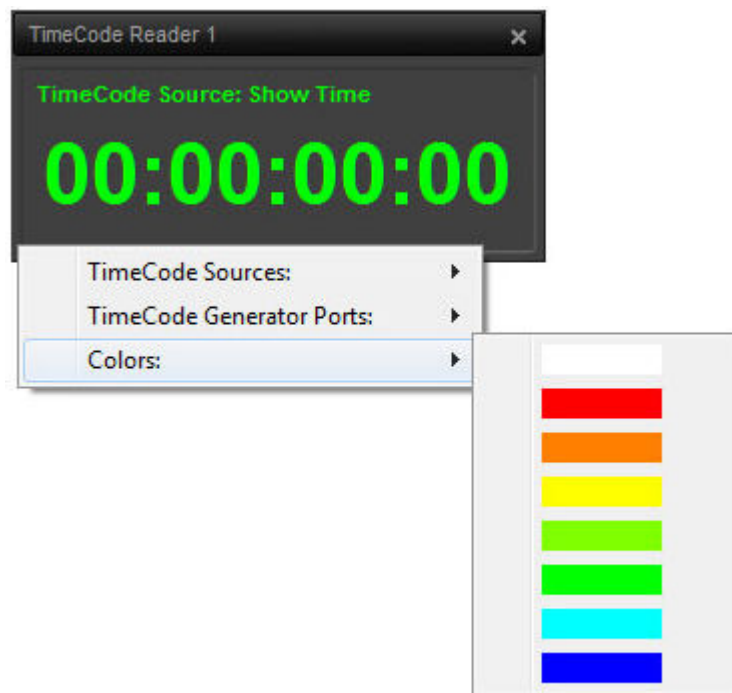 TimeCode Reader 1
TimeCode Source: Show Time
00:00:00:00
TimeCode Sources:
TimeCode Generator Ports:
Colors: